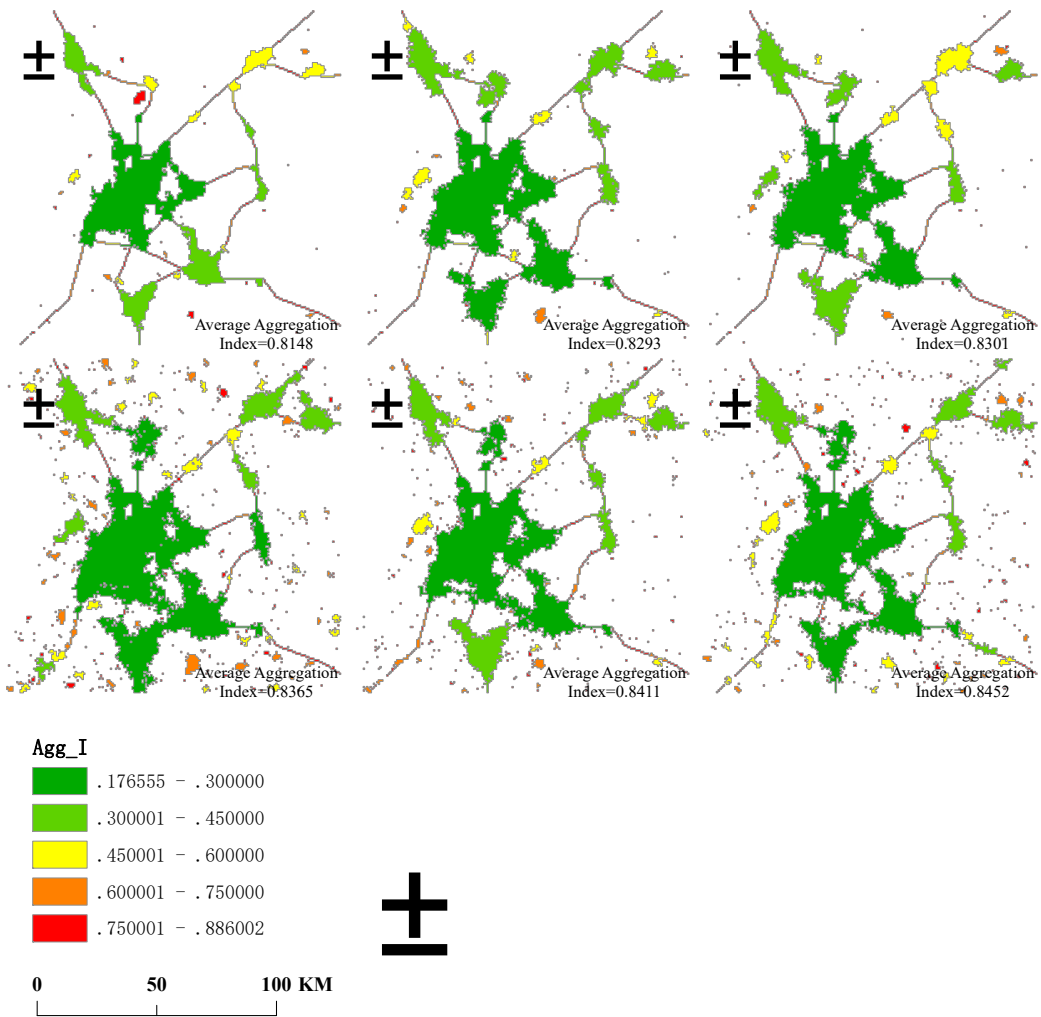 ±
±
±
Average Aggregation
Index=0.8148
Average Aggregation
Index=0.8293
Average Aggregation
Index=0.8301
±
±
±
Average Aggregation
Index=0.8365
Average Aggregation
Index=0.8411
Average Aggregation
Index=0.8452
Agg_I
.176555 - .300000
.300001 - .450000
.450001 - .600000
.600001 - .750000
.750001 - .886002
±
0 50 100 KM